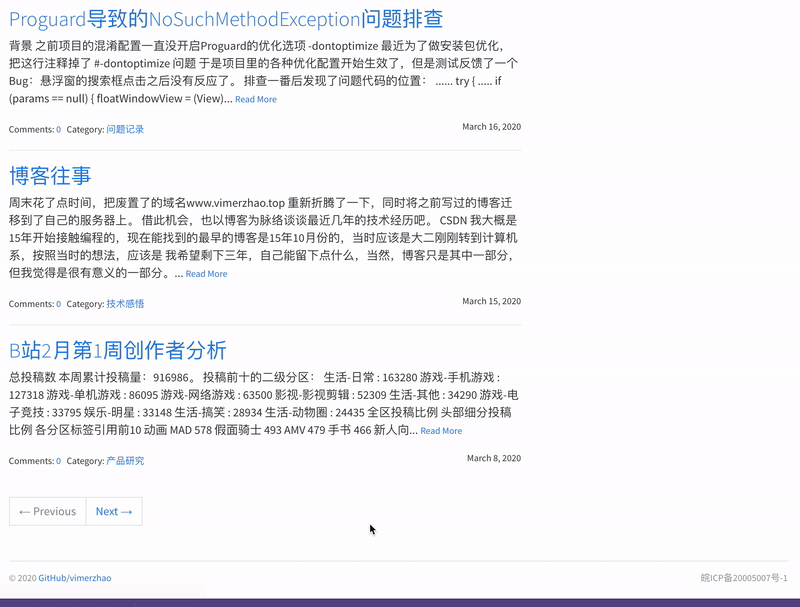 Proguard导致的NoSuchMethodException问题排查
背景 之前项目的混淆配置一直没开启Proguard的优化选项 -dontoptimize 最近为了做安装包优化，
把这行注释掉了 #-dontoptimize 问题 于是项目里的各种优化配置开始生效了，但是测试反馈了一个
Bug：悬浮窗的搜索框点击之后没有反应了。 排查一番后发现了问题代码的位置： ...... try { ..... if
(params == null) { floatWindowView = (View)... Read More
Comments: 0 Category: 问题记录
March 16, 2020
博客往事
周末花了点时间，把废置了的域名www.vimerzhao.top 重新折腾了一下，同时将之前写过的博客迁
移到了自己的服务器上。 借此机会，也以博客为脉络谈谈最近几年的技术经历吧。 CSDN 我大概是
15年开始接触编程的，现在能找到的最早的博客是15年10月份的，当时应该是大二刚刚转到计算机
系，按照当时的想法，应该是 我希望剩下三年，自己能留下点什么，当然，博客只是其中一部分，
但我觉得是很有意义的一部分。... Read More
Comments: 0 Category: 技术感悟
March 15, 2020
B站2月第1周创作者分析
总投稿数 本周累计投稿量：916986。 投稿前十的二级分区： 生活-日常 : 163280 游戏-手机游戏 :
127318 游戏-单机游戏 : 86095 游戏-网络游戏 : 63500 影视-影视剪辑 : 52309 生活-其他 : 34290 游戏-电
子竞技 : 33795 娱乐-明星 : 33148 生活-搞笑 : 28934 生活-动物圈 : 24435 全区投稿比例 头部细分投稿
比例 各分区标签引用前10 动画 MAD 578 假面骑士 493 AMV 479 手书 466 新人向... Read More
Comments: 0 Category: 产品研究
March 8, 2020
← Previous Next →
© 2020 GitHub/vimerzhao
皖ICP备20005007号-1